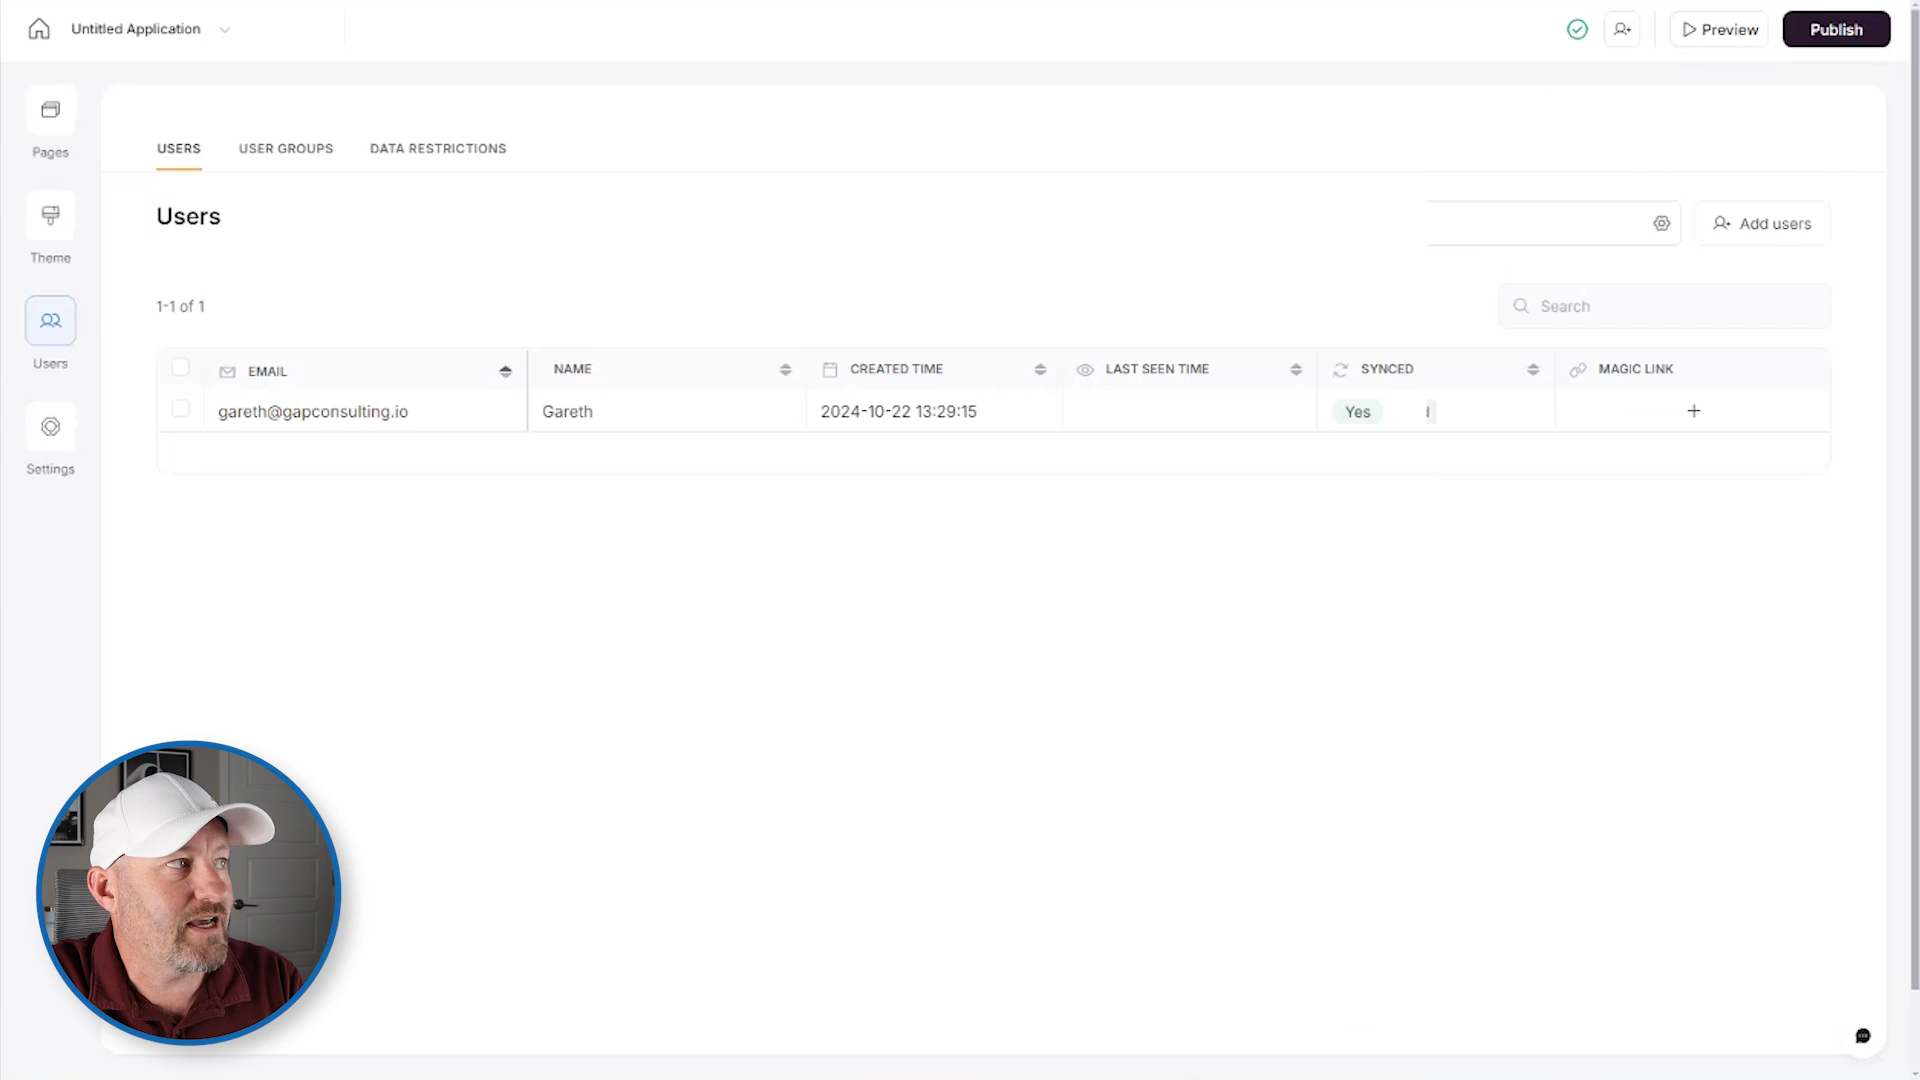 Untitled Application
Preview
Publish
Pages
Theme
Users
Settings
USERS
USER GROUPS
DATA RESTRICTIONS
Users
Add users
1-1 of 1
Search
EMAIL
NAME
CREATED TIME
LAST SEEN TIME
SYNCED
MAGIC LINK
gareth@gapconsulting.io
Gareth
2024-10-22 13:29:15
Yes